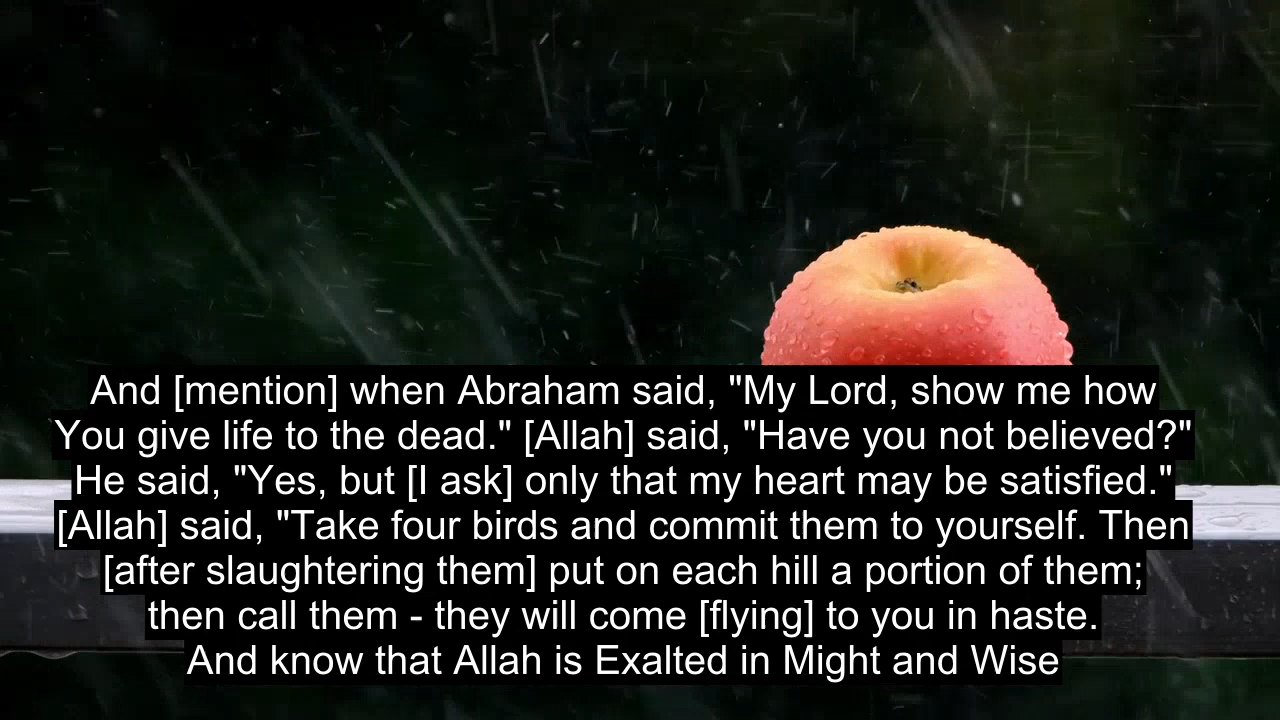 And [mention] when Abraham said, "My Lord, show me how
You give life to the dead." [Allah] said, "Have you not believed?"
He said, "Yes, but [I ask] only that my heart may be satisfied."
[Allah] said, "Take four birds and commit them to yourself. Then
[after slaughtering them] put on each hill a portion of them;
then call them - they will come [flying] to you in haste.
And know that Allah is Exalted in Might and Wise